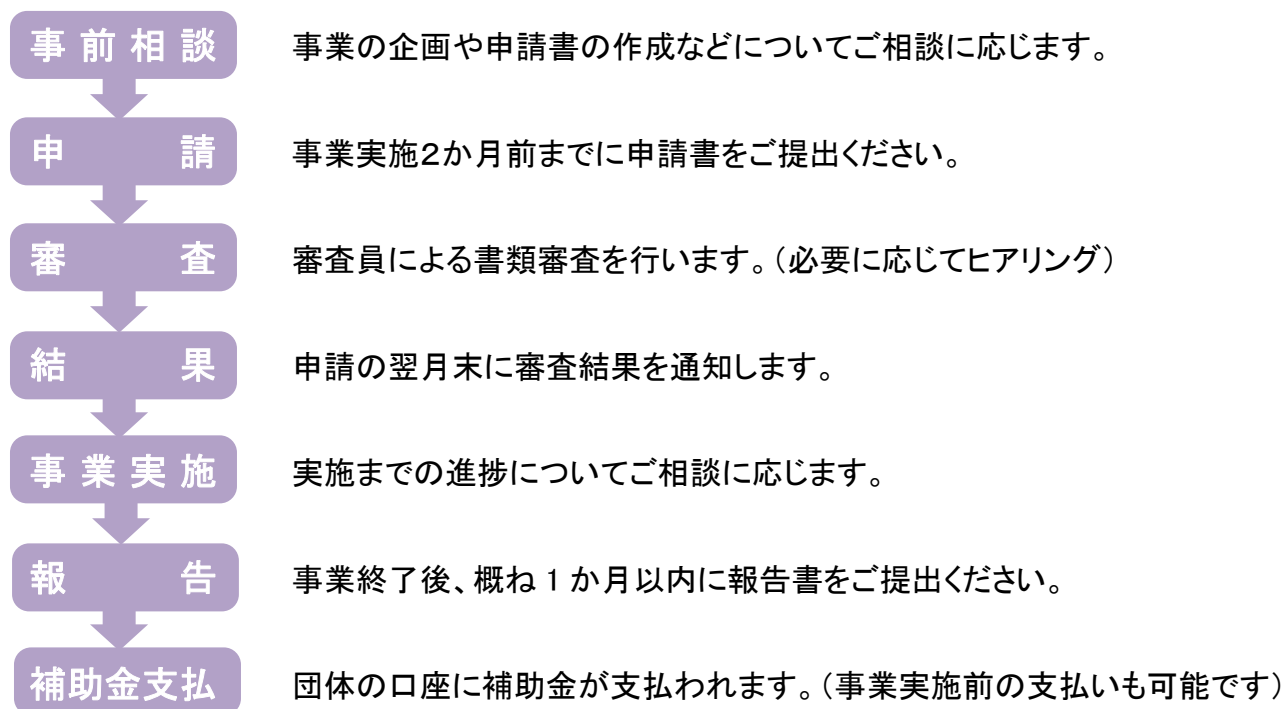 事前相談 事業の企画や申請書の作成などについてご相談に応じます。
申請 事業実施２か月前までに申請書をご提出ください。
審査 審査員による書類審査を行います。（必要に応じてヒアリング）
結果 申請の翌月末に審査結果を通知します。
事業実施 実施までの進捗についてご相談に応じます。
報告 事業終了後、概ね 1 か月以内に報告書をご提出ください。
補助金支払 団体の口座に補助金が支払われます。（事業実施前の支払いも可能です）